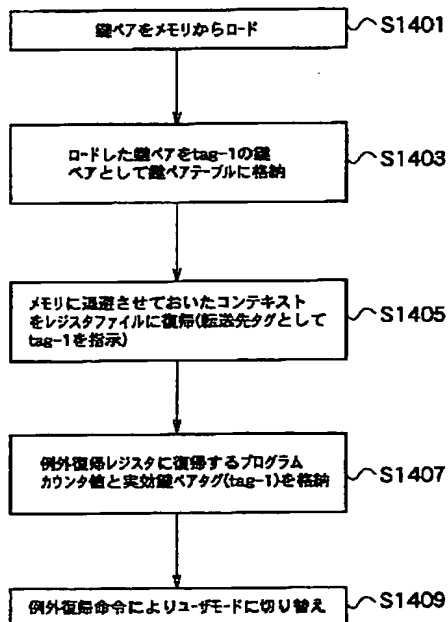 鍵ペアをメモリからロード
S1401
ロードした鍵ペアをtag-1の鍵
ペアとして鍵ペアテーブルに格納
S1403
メモリに退避させておいたコンテキスト
をレジスタファイルに復帰(転送先タグとして
tag-1を指示)
S1405
例外復帰レジスタに復帰するプログラム
カウンタ値と実効鍵ペアタグ(tag-1)を格納
S1407
例外復帰命令によりユーザモードに切り替え
S1409